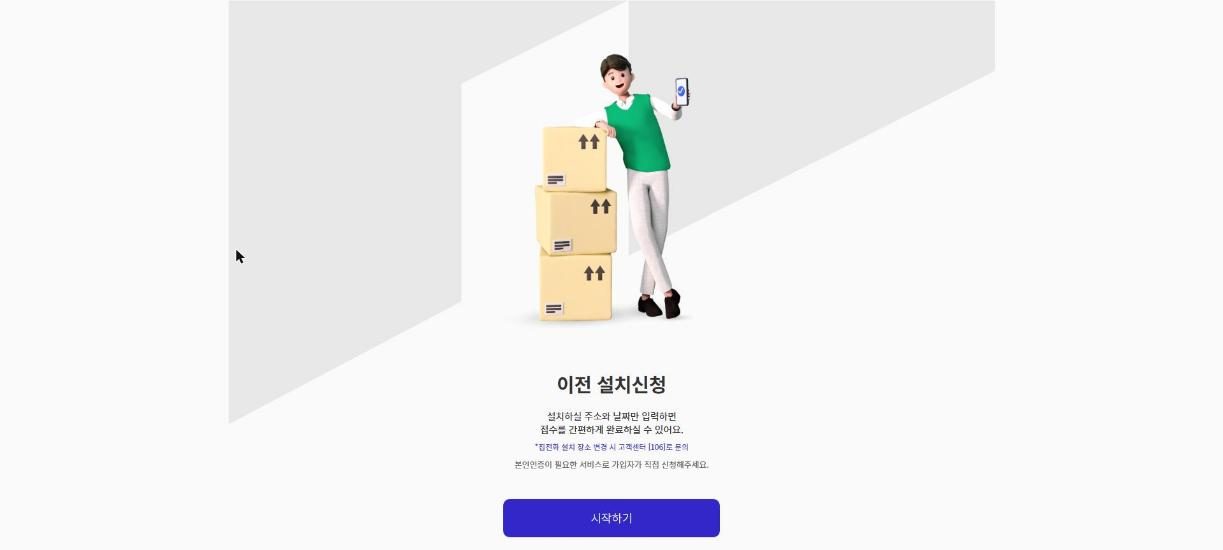 이전 설치신청
설치하실 주소와 날짜만 입력하면
접수를 간편하게 완료하실 수 있어요.
*집전화 설치 장소 변경 시 고객센터 [106]로 문의
본인인증이 필요한 서비스로 가입자가 직접 신청해주세요.
시작하기